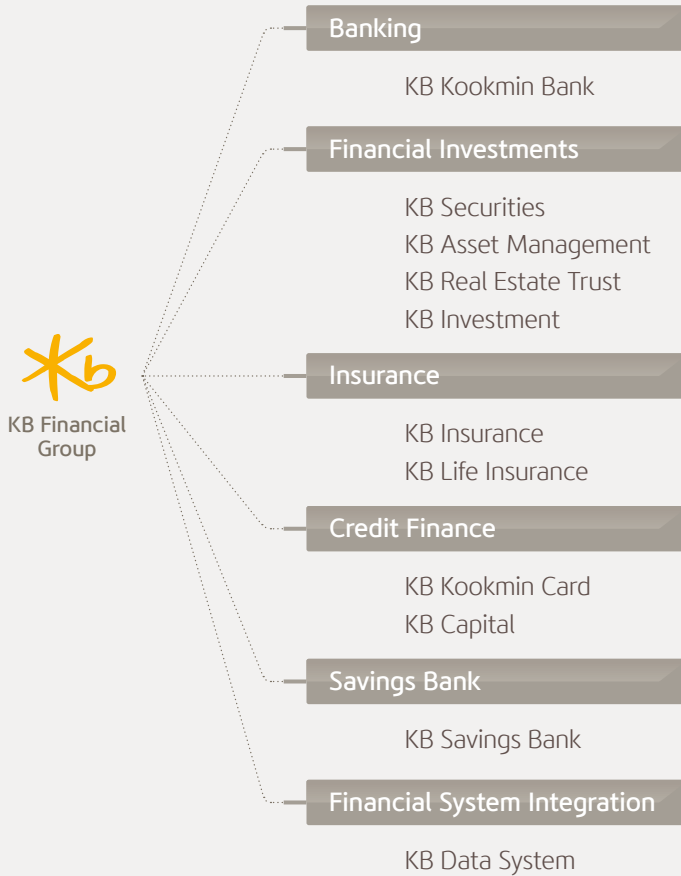 Banking
KB Kookmin Bank
Financial Investments
KB Securities
KB Asset Management
KB Real Estate Trust
KB Investment
Kb
KB Financial
Group
Insurance
KB Insurance
KB Life Insurance
Credit Finance
KB Kookmin Card
KB Capital
Savings Bank
KB Savings Bank
Financial System Integration
KB Data System